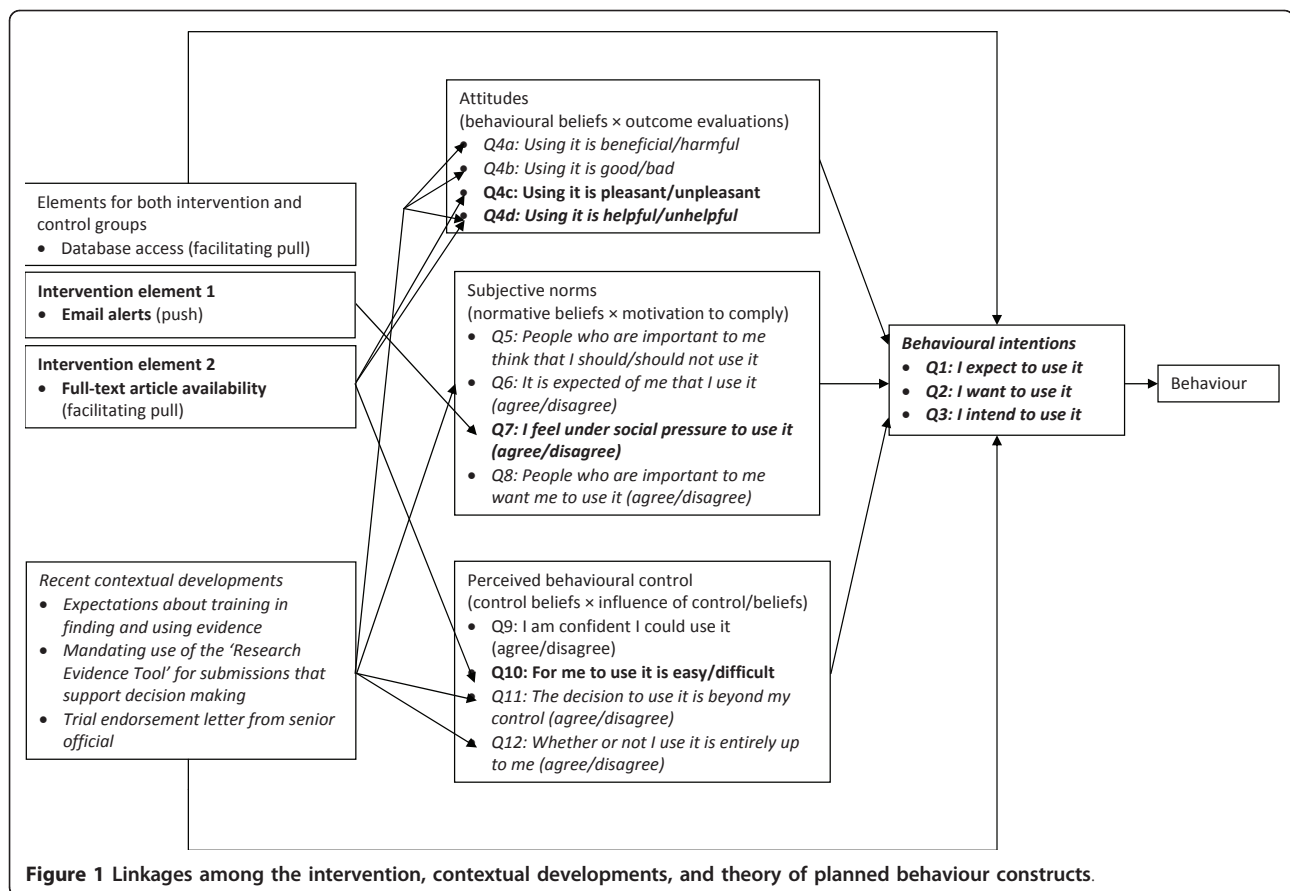 Elements for both intervention and
control groups
• Database access (facilitating pull)
Intervention element 1
• Email alerts (push)
Intervention element 2
• Full-text article availability
(facilitating pull)
Recent contextual developments
• Expectations about training in
finding and using evidence
• Mandating use of the ‘Research
Evidence Tool’ for submissions that
support decision making
• Trial endorsement letter from senior
official
Attitudes
(behavioural beliefs × outcome evaluations)
• Q4a: Using it is beneficial/harmful
• Q4b: Using it is good/bad
• Q4c: Using it is pleasant/unpleasant
• Q4d: Using it is helpful/unhelpful
Subjective norms
(normative beliefs × motivation to comply)
• Q5: People who are important to me
think that I should/should not use it
• Q6: It is expected of me that I use it
(agree/disagree)
• Q7: I feel under social pressure to use it
(agree/disagree)
• Q8: People who are important to me
want me to use it (agree/disagree)
Perceived behavioural control
(control beliefs × influence of control/beliefs)
• Q9: I am confident I could use it
(agree/disagree)
• Q10: For me to use it is easy/difficult
• Q11: The decision to use it is beyond my
control (agree/disagree)
• Q12: Whether or not I use it is entirely up
to me (agree/disagree)
Behavioural intentions
• Q1: I expect to use it
• Q2: I want to use it
• Q3: I intend to use it
Behaviour
Figure 1 Linkages among the intervention, contextual developments, and theory of planned behaviour constructs.